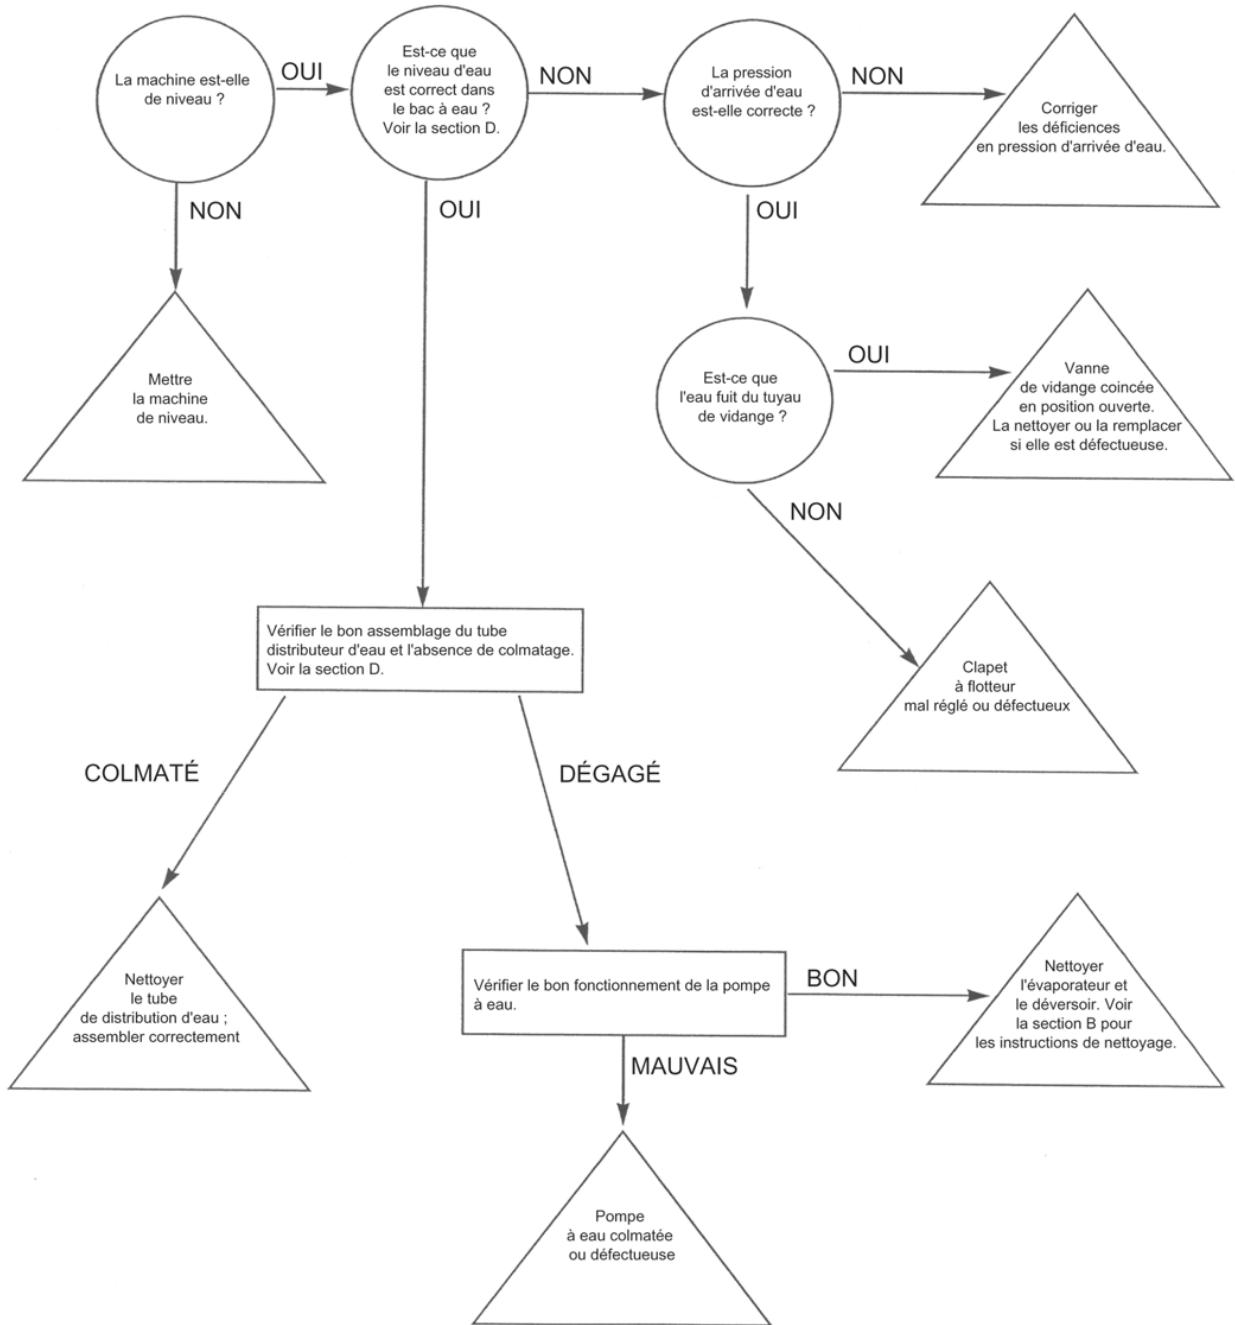 La machine est-elle
de niveau ?
OUI
Est-ce que
le niveau d'eau
est correct dans
le bac à eau ?
Voir la section D.
NON
La pression
d'arrivée d'eau
est-elle correcte ?
NON
Corriger
les déficiences
en pression d'arrivée d'eau.
NON
OUI
OUI
Mettre
la machine
de niveau.
Est-ce que
l'eau fuit du tuyau
de vidange ?
OUI
Vanne
de vidange coincée
en position ouverte.
La nettoyer ou la remplacer
si elle est défectueuse.
NON
Clapet
à flotteur
mal réglé ou défectueux
Vérifier le bon assemblage du tube
distributeur d'eau et l'absence de colmatage.
Voir la section D.
COLMATÉ
DÉGAGÉ
Nettoyer
le tube
de distribution d'eau ;
assembler correctement
Vérifier le bon fonctionnement de la pompe
à eau.
BON
Nettoyer
l'évaporateur et
le déversoir. Voir
la section B pour
les instructions de nettoyage.
MAUVAIS
Pompe
à eau colmatée
ou défectueuse